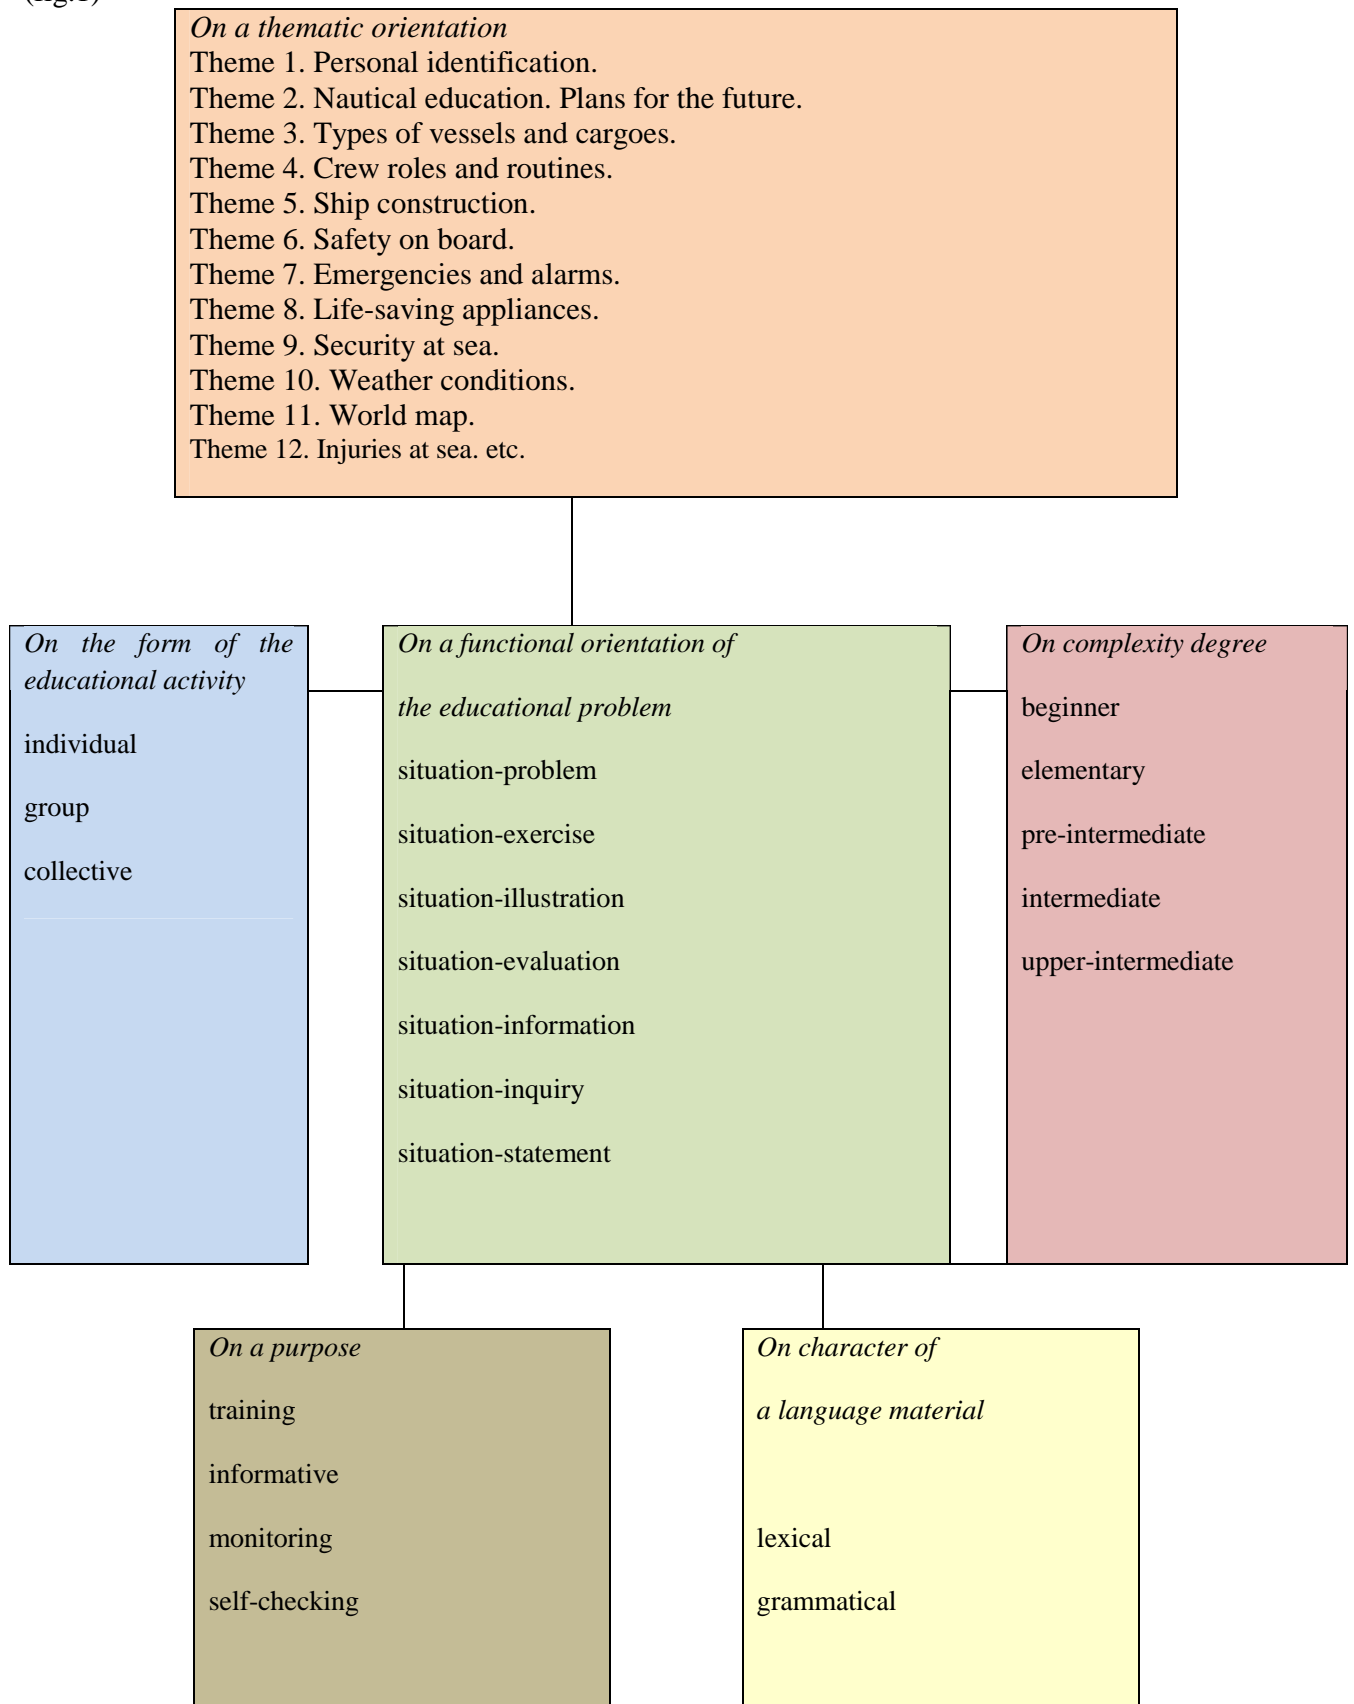 (fig.1)
On a thematic orientation
Theme 1. Personal identification.
Theme 2. Nautical education. Plans for the future.
Theme 3. Types of vessels and cargoes.
Theme 4. Crew roles and routines.
Theme 5. Ship construction.
Theme 6. Safety on board.
Theme 7. Emergencies and alarms.
Theme 8. Life-saving appliances.
Theme 9. Security at sea.
Theme 10. Weather conditions.
Theme 11. World map.
Theme 12. Injuries at sea. etc.
On the form of the
educational activity
individual
group
collective
On a functional orientation of
the educational problem
situation-problem
situation-exercise
situation-illustration
situation-evaluation
situation-information
situation-inquiry
situation-statement
On complexity degree
beginner
elementary
pre-intermediate
intermediate
upper-intermediate
On a purpose
training
informative
monitoring
self-checking
On character of
a language material
lexical
grammatical